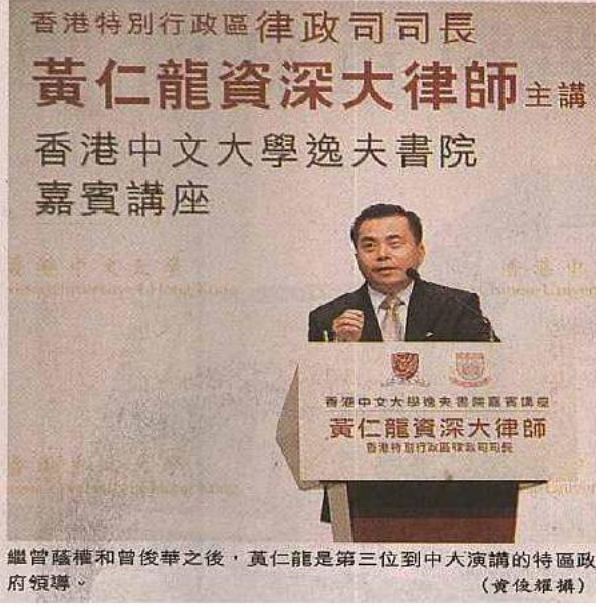 香港特別行政區律政司司長
黃仁龍資深大律師主講
香港中文大學逸夫書院
嘉賓講座
香港中文大學逸夫書院嘉賓講座
黃仁龍資深大律師
香港特別行政區律政司司長
繼曾蔭權和曾俊華之後，黃仁龍是第三位到中大演講的特區政
府領導。
（黄俊耀攝）